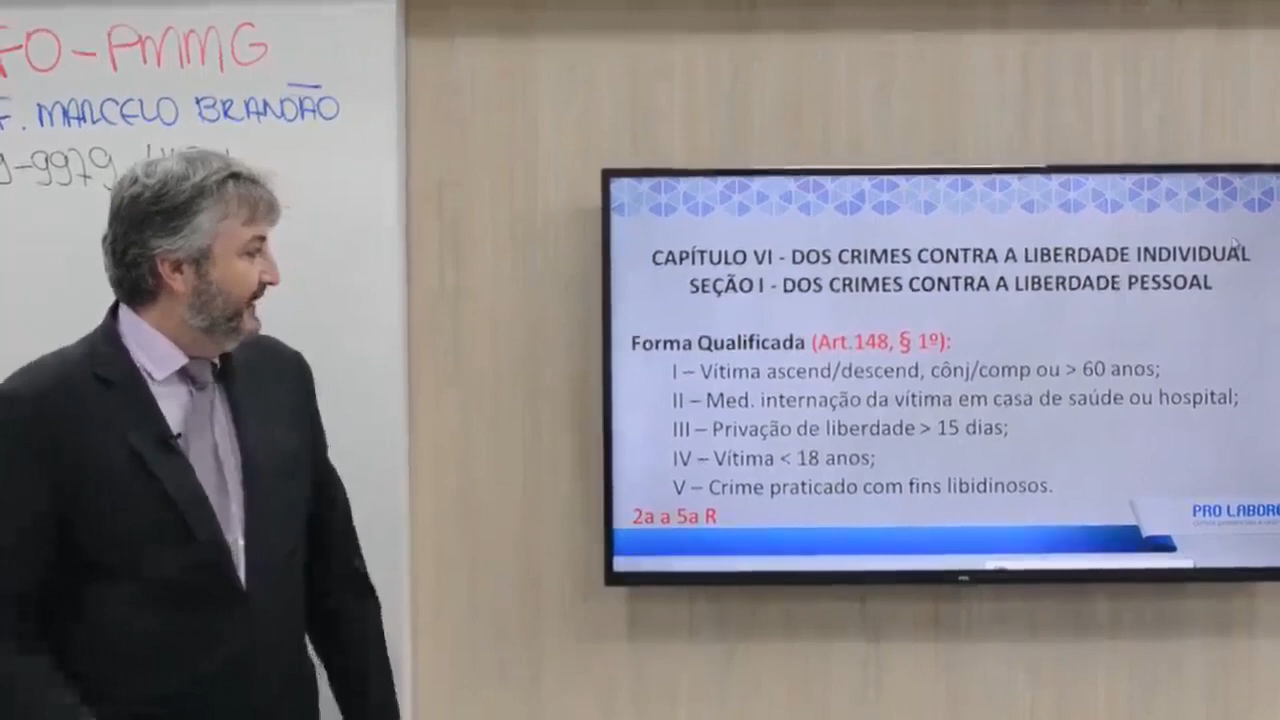 FO-PMMG
F. MARCELO BRANDÃO
9-9979
CAPÍTULO VI - DOS CRIMES CONTRA A LIBERDADE INDIVIDUAL
SEÇÃO I - DOS CRIMES CONTRA A LIBERDADE PESSOAL
Forma Qualificada (Art.148, § 1º):
I – Vítima ascend/descend, cônj/comp ou > 60 anos;
II – Med. internação da vítima em casa de saúde ou hospital;
III – Privação de liberdade > 15 dias;
IV – Vítima < 18 anos;
V – Crime praticado com fins libidinosos.
2a a 5a R
PRO LABOR